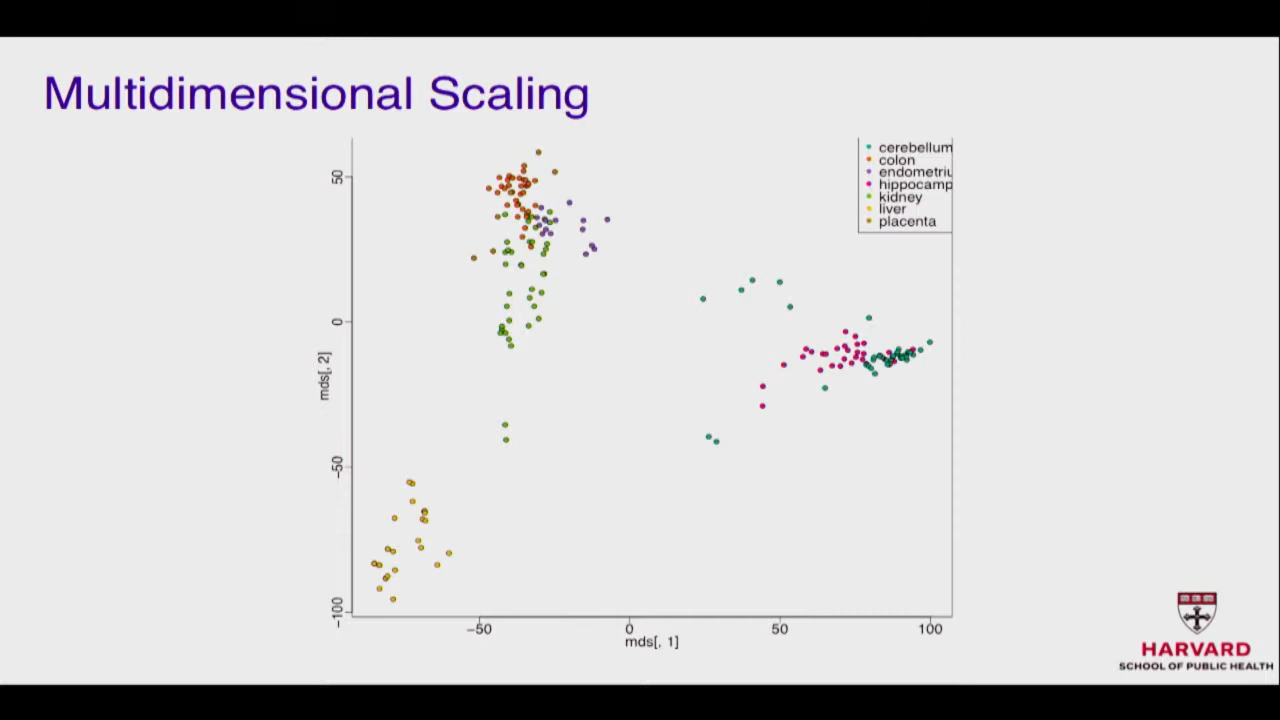 Multidimensional Scaling
cerebellum
colon
endometriu
hippocamp
kidney
liver
placenta
50
0
−50
−100
mds[, 2]
−50
0
50
100
mds[, 1]
HARVARD
SCHOOL OF PUBLIC HEALTH